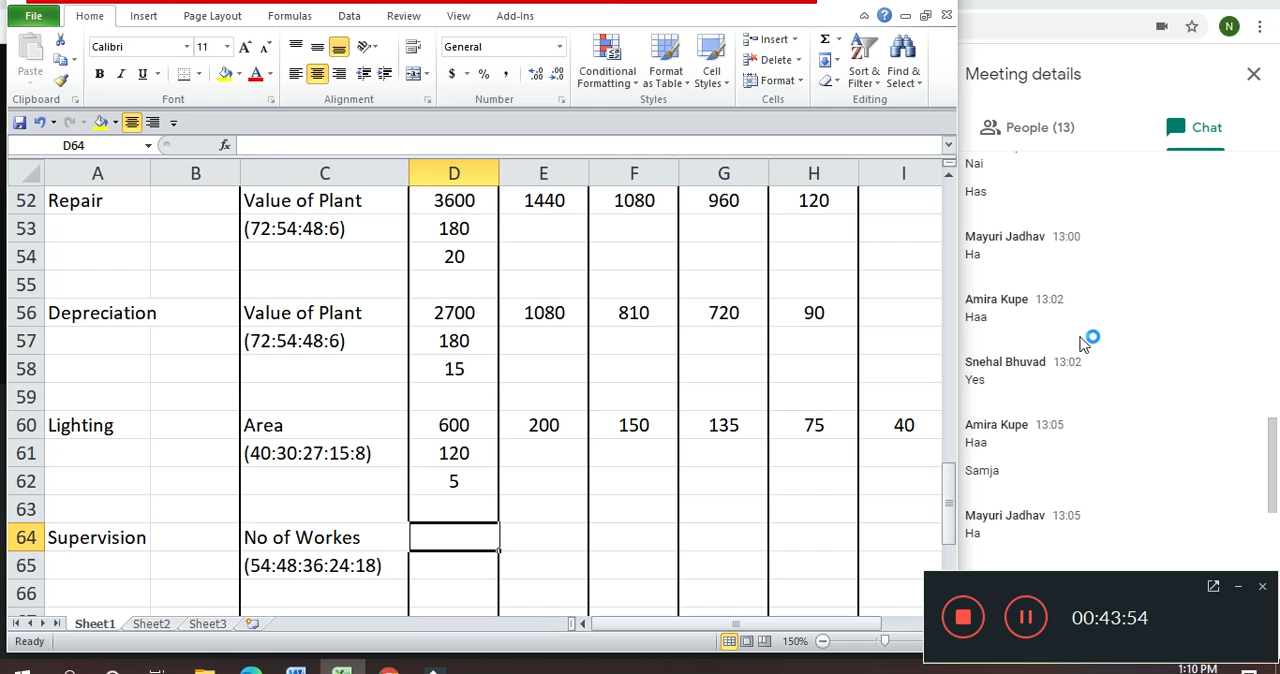 File Home Insert Page Layout Formulas Data Review View Add-Ins
Paste
Calibri 11
General
Conditional Formatting
Format as Table
Cell Styles
Insert
Delete
Format
Sort & Filter
Find & Select
Clipboard Font Alignment Number Styles Cells Editing
D64 fx
A B C D E F G H I
52 Repair Value of Plant 3600 1440 1080 960 120
53 (72:54:48:6) 180
54 20
55
56 Depreciation Value of Plant 2700 1080 810 720 90
57 (72:54:48:6) 180
58 15
59
60 Lighting Area 600 200 150 135 75 40
61 (40:30:27:15:8) 120
62 5
63
64 Supervision No of Workes
65 (54:48:36:24:18)
66
Sheet1 Sheet2 Sheet3
Ready 150%
N
Meeting details
People (13) Chat
Nai
Has
Mayuri Jadhav 13:00
Ha
Amira Kupe 13:02
Haa
Snehal Bhuvad 13:02
Yes
Amira Kupe 13:05
Haa
Samja
Mayuri Jadhav 13:05
Ha
00:43:54
1:10 PM